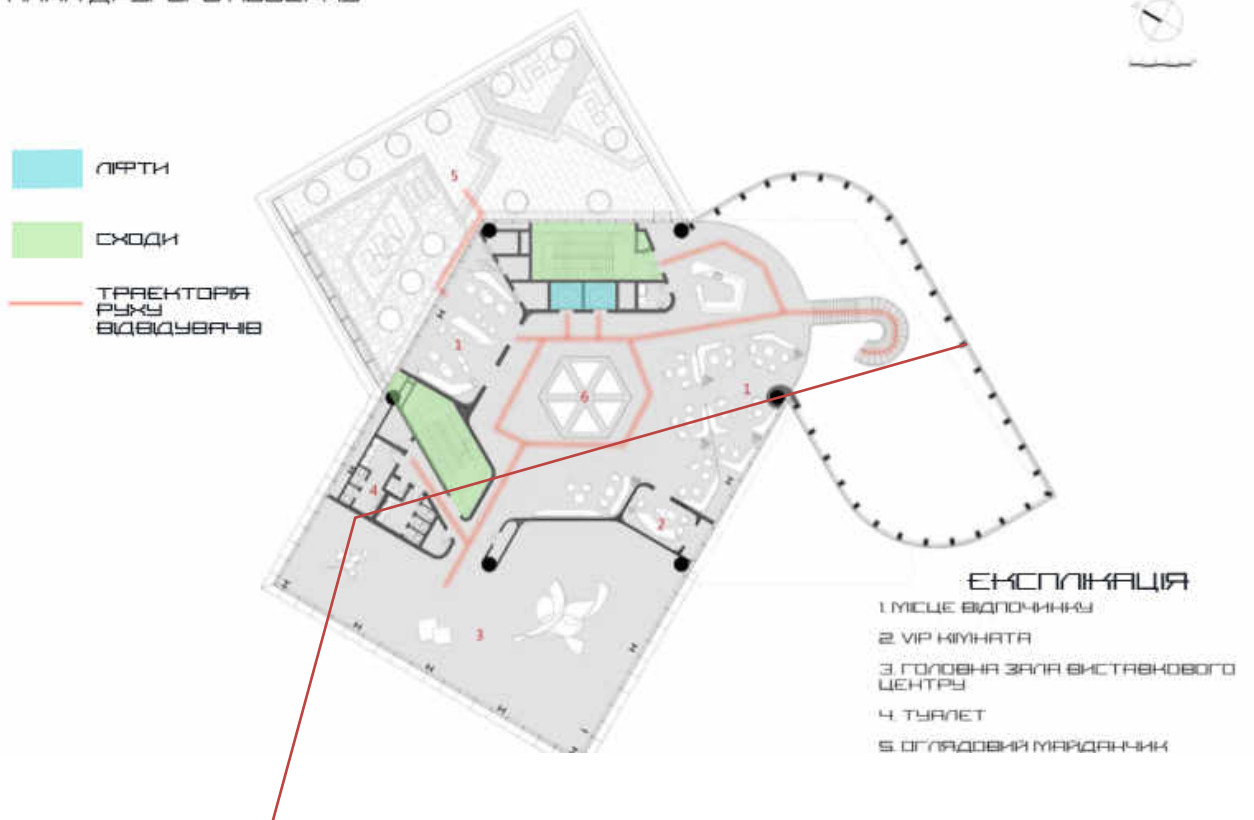 ЛІФТИ
СХОДИ
ТРАЕКТОРІЯ
РУХУ
ВІДВІДУВАЧІВ
5
1
6
1
4
2
3
ЕКСПЛІКАЦІЯ
1. МІСЦЕ ВІДПОЧИНКУ
2. VIP КІМНАТА
3. ГОЛОВНА ЗАЛА ВИСТАВКОВОГО
ЦЕНТРУ
4. ТУАЛЕТ
5. ОГЛЯДОВИЙ МАЙДАНЧИК